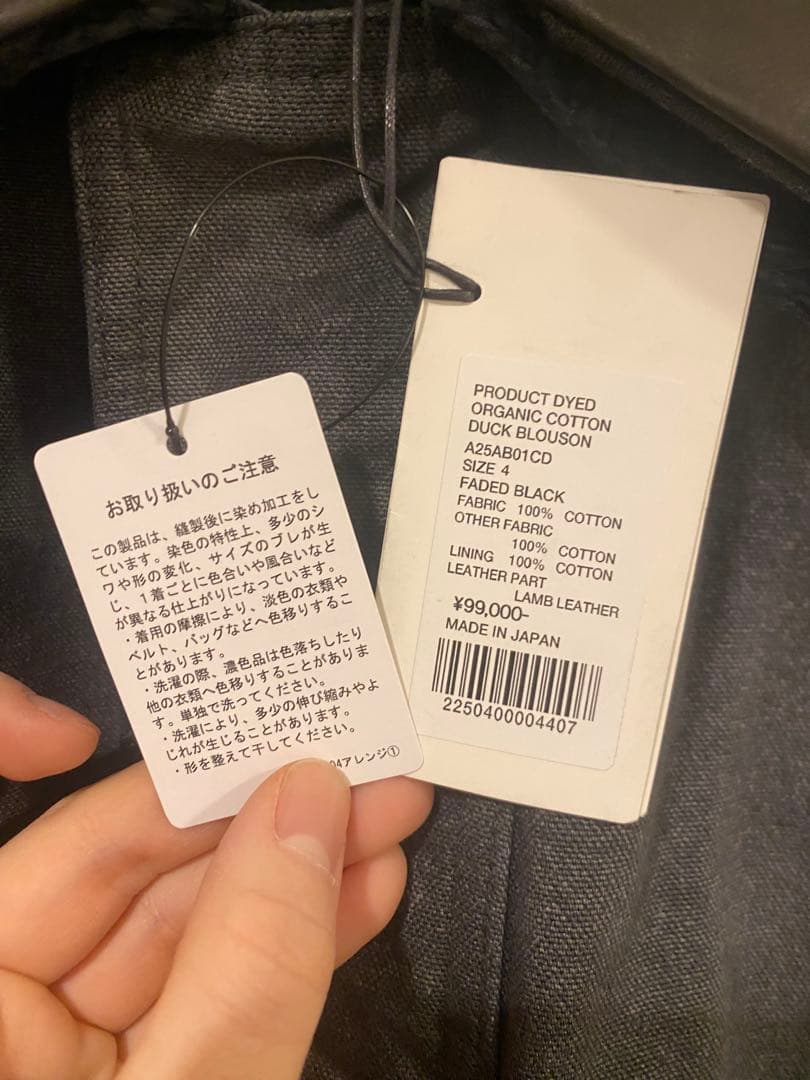 お取り扱いのご注意
この製品は、縫製後に染め加工をし
ています。染色の特性上、多少のシ
ワや形の変化、サイズのブレが生
じ、1着ごとに色合いや風合いなど
が異なる仕上がりになっています。
・着用の摩擦により、淡色の衣類や
ベルト、バッグなどへ色移りするこ
とがあります。
・洗濯の際、濃色品は色落ちしたり
他の衣類へ色移りすることがありま
す。単独で洗ってください。
・洗濯により、多少の伸び縮みやよ
じれが生じることがあります。
・形を整えて干してください。
04アレンジ①
PRODUCT DYED
ORGANIC COTTON
DUCK BLOUSON
A25AB01CD
SIZE 4
FADED BLACK
FABRIC 100% COTTON
OTHER FABRIC
100% COTTON
LINING 100% COTTON
LEATHER PART
LAMB LEATHER
¥99,000-
MADE IN JAPAN
2250400004407